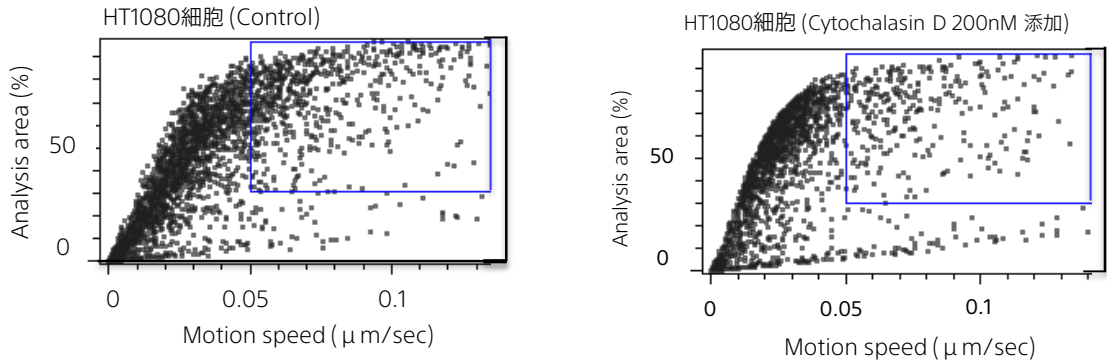 HT1080細胞 (Control)
Analysis area (%)
50
0
0
0.05
0.1
Motion speed (μm/sec)
HT1080細胞 (Cytochalasin D 200nM 添加)
Analysis area (%)
50
0
0
0.05
0.1
Motion speed (μm/sec)